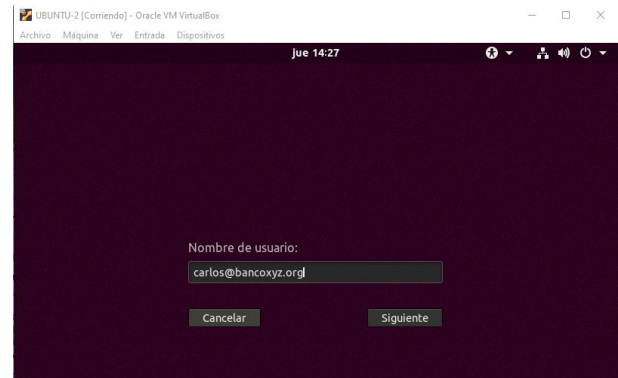 UBUNTU-2 [Corriendo] - Oracle VM VirtualBox
Archivo Máquina Ver Entrada Dispositivos
jue 14:27
Nombre de usuario:
carlos@bancoxyz.org
Cancelar Siguiente